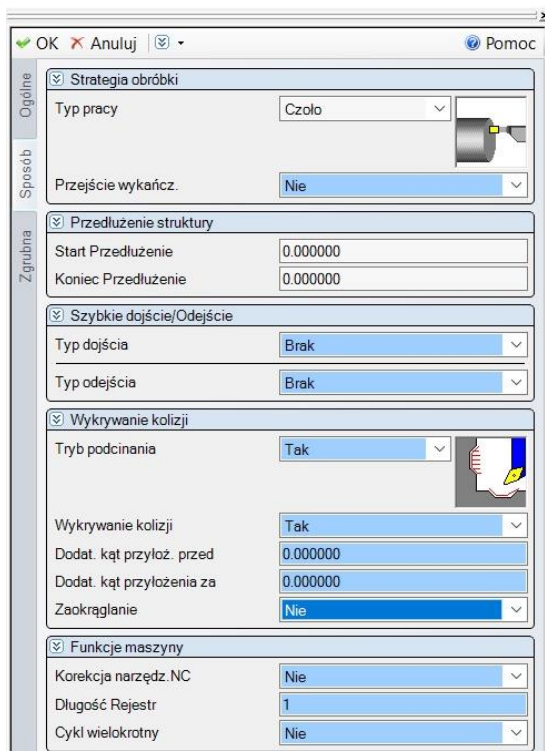 OK Anuluj Pomoc
Ogólne
Sposób
Zgrubna
Strategia obróbki
Typ pracy Czoło
Przejście wykańcz. Nie
Przedłużenie struktury
Start Przedłużenie 0.000000
Koniec Przedłużenie 0.000000
Szybkie dojście/Odejście
Typ dojścia Brak
Typ odejścia Brak
Wykrywanie kolizji
Tryb podcinania Tak
Wykrywanie kolizji Tak
Dodat. kąt przyłoż. przed 0.000000
Dodat. kąt przyłożenia za 0.000000
Zaokrąglanie Nie
Funkcje maszyny
Korekcja narzędz.NC Nie
Długość Rejestr 1
Cykl wielokrotny Nie